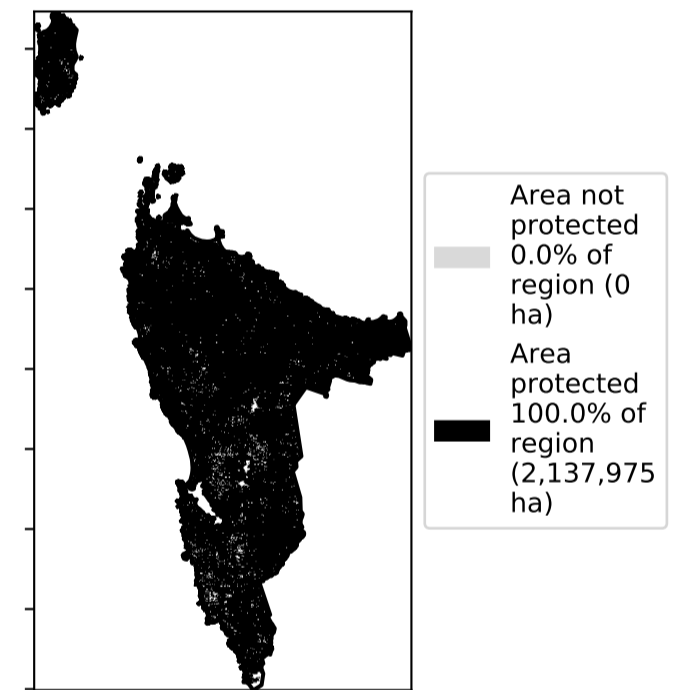 Area not
protected
0.0% of
region (0
ha)
Area
protected
100.0% of
region
(2,137,975
ha)